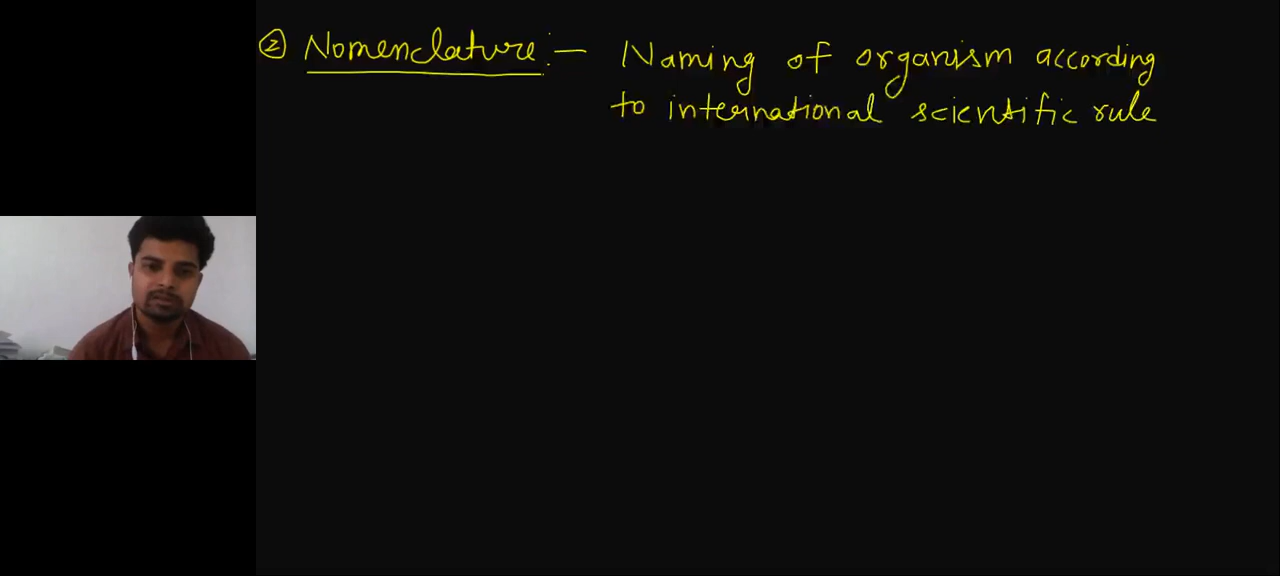 ② Nomenclature:— Naming of organism according
to international scientific rule